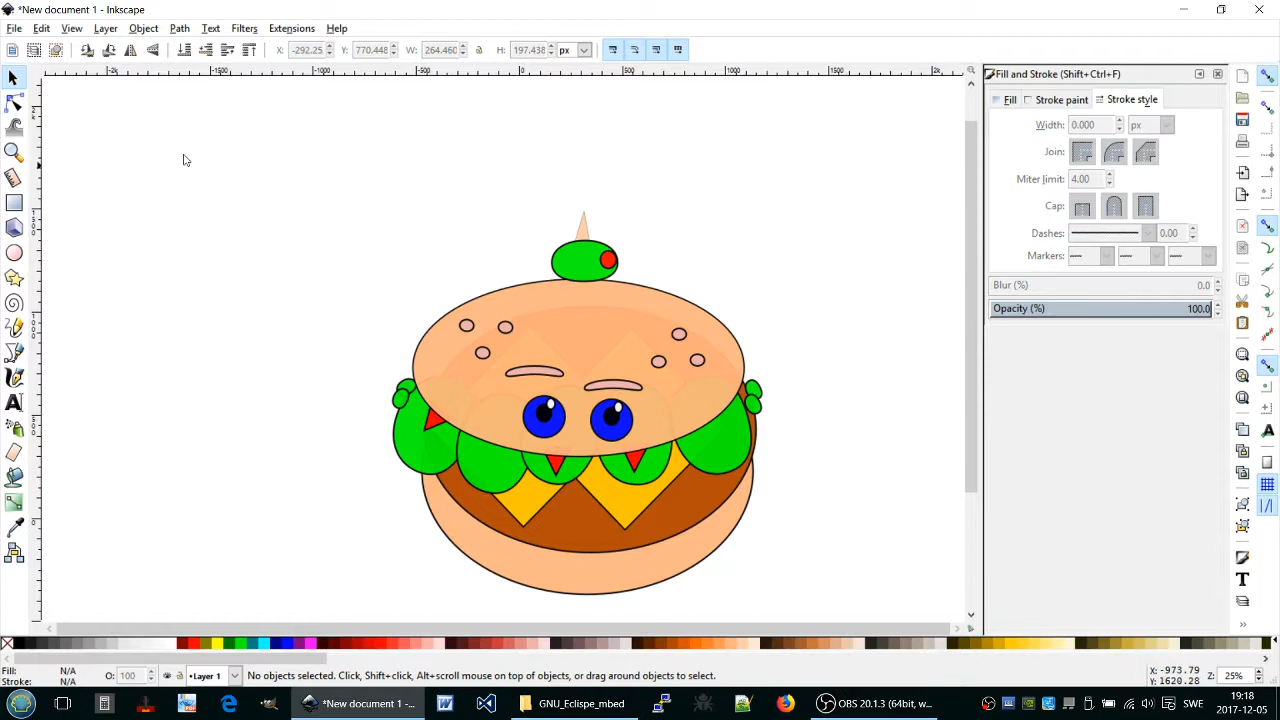 *New document 1 - Inkscape
File Edit View Layer Object Path Text Filters Extensions Help
X: -292.25 Y: 770.448 W: 264.460 H: 197.438 px
Fill and Stroke (Shift+Ctrl+F)
Fill Stroke paint Stroke style
Width: 0.000 px
Join:
Miter limit: 4.00
Cap:
Dashes: 0.00
Markers:
Blur (%) 0.0
Opacity (%) 100.0
Fill: N/A
Stroke: N/A
O: 100
Layer 1
No objects selected. Click, Shift+click, Alt+scroll mouse on top of objects, or drag around objects to select.
X: -973.79
Y: 1620.28
Z: 25%
*New document 1 - ...
GNU_Eclispe_mbed
OBS 20.1.3 (64bit, w...
SWE
19:18
2017-12-05